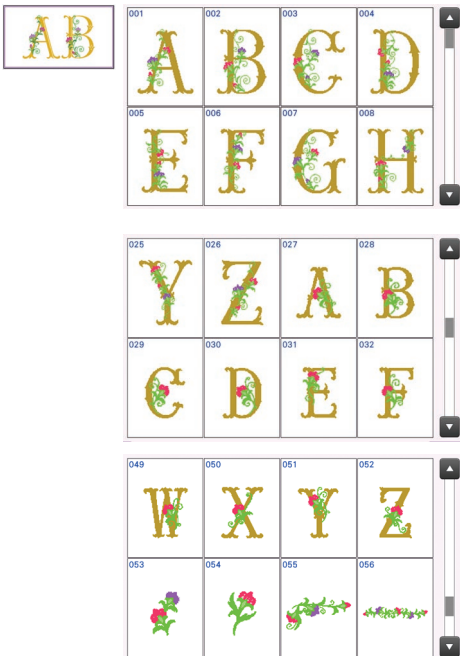 AB
001 002 003 004
A B C D
005 006 007 008
E F G H
025 026 027 028
Y Z A B
029 030 031 032
C D E F
049 050 051 052
W X Y Z
053 054 055 056